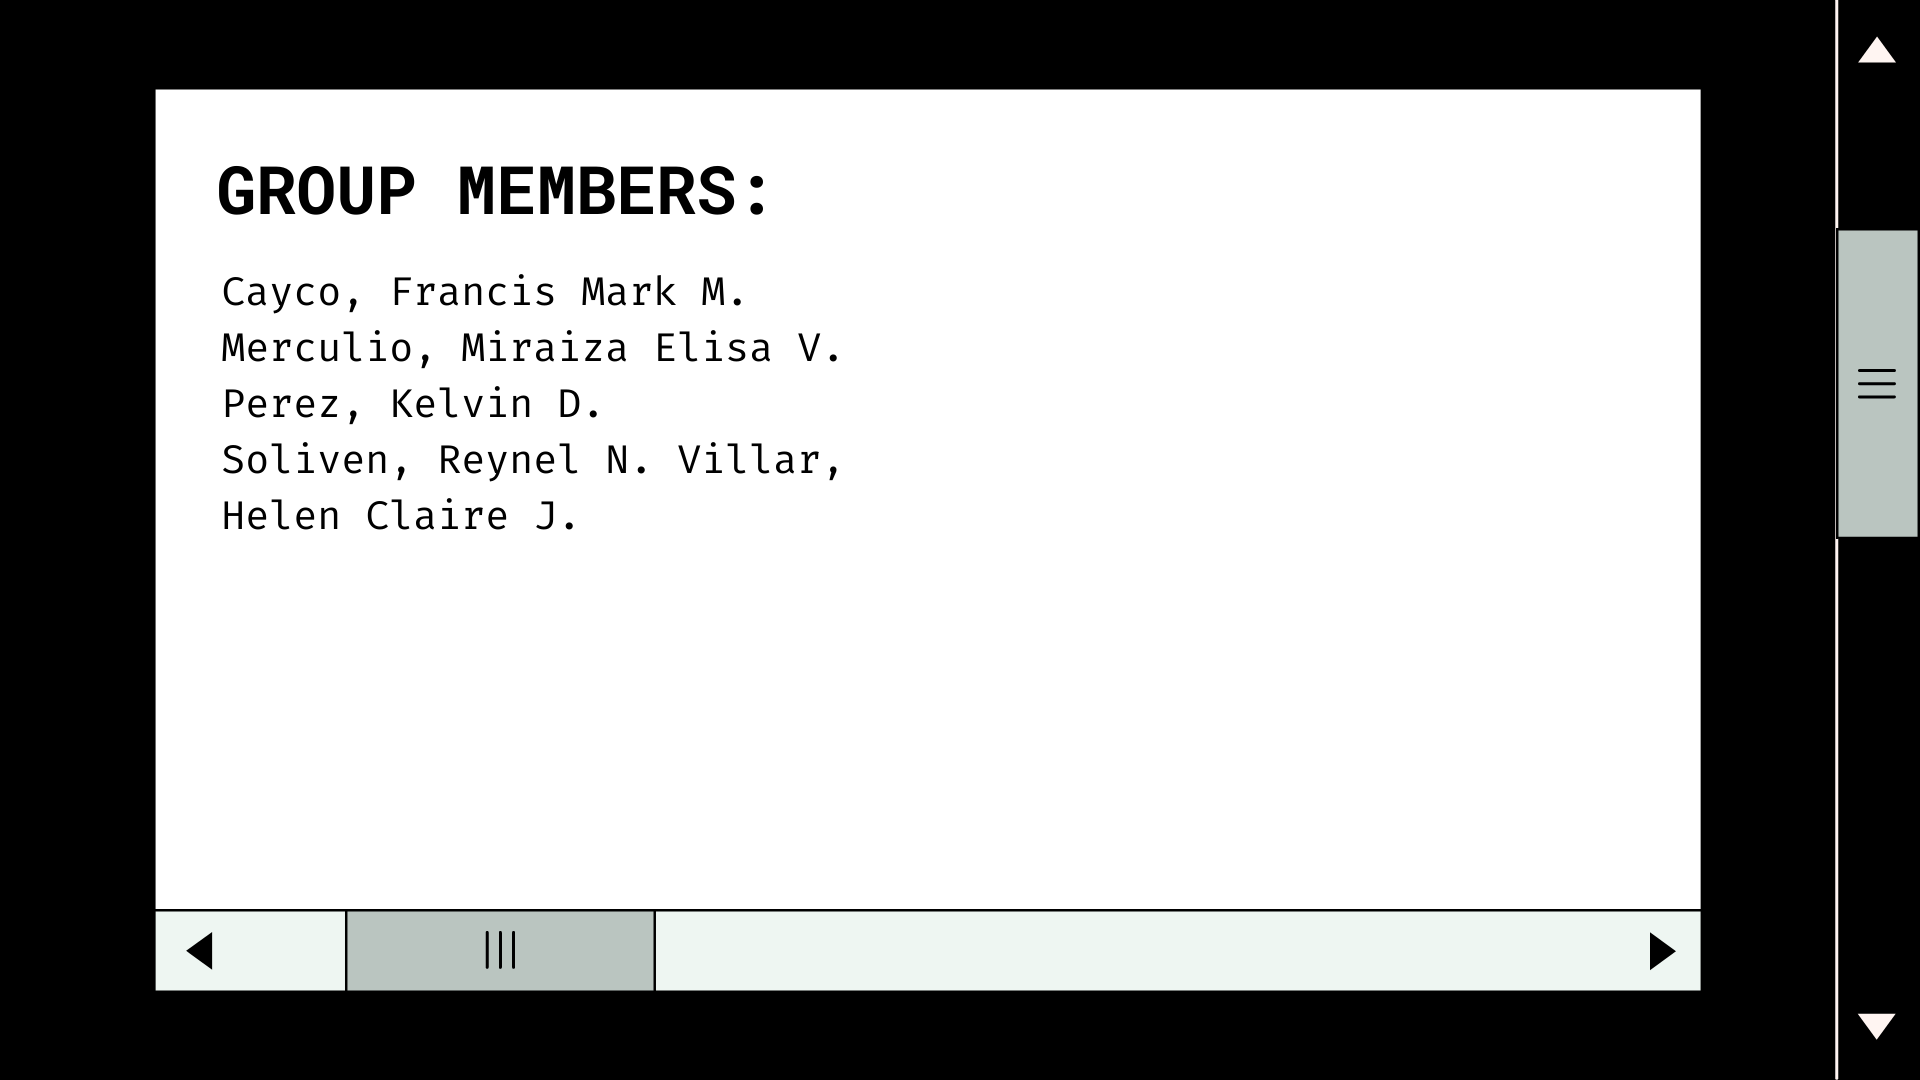 GROUP MEMBERS:
Cayco, Francis Mark M.
Merculio, Miraiza Elisa V.
Perez, Kelvin D.
Soliven, Reynel N. Villar,
Helen Claire J.